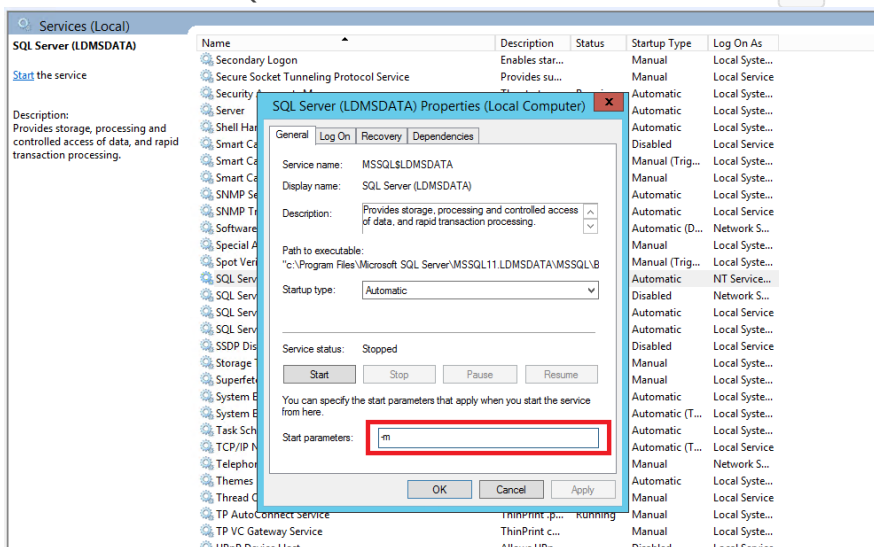 Services (Local)
SQL Server (LDMSDATA)
Start the service
Description:
Provides storage, processing and
controlled access of data, and rapid
transaction processing.
Name Description Status Startup Type Log On As
Secondary Logon Enables star... Manual Local Syste...
Secure Socket Tunneling Protocol Service Provides su... Manual Local Service
Security Automatic Local Syste...
Server Automatic Local Syste...
Shell Har Automatic Local Syste...
Smart Ca Disabled Local Service
Smart Ca Manual (Trig... Local Syste...
Smart Ca Manual Local Syste...
SNMP Se Automatic Local Syste...
SNMP Tr Manual Local Service
Software Automatic (D... Network S...
Special A Manual Local Syste...
Spot Veri Manual (Trig... Local Syste...
SQL Serv Automatic NT Service...
SQL Serv Disabled Network S...
SQL Serv Automatic Local Service
SQL Serv Automatic Local Syste...
SSDP Dis Disabled Local Service
Storage Manual Local Syste...
Superfet Manual Local Syste...
System E Automatic Local Syste...
System E Automatic (T... Local Syste...
Task Sch Automatic Local Syste...
TCP/IP N Automatic (T... Local Service
Telephon Manual Network S...
Themes Automatic Local Syste...
Thread O Manual Local Service
TP AutoConnect Service ThinPrint .p... Running Manual Local Syste...
TP VC Gateway Service ThinPrint c... Manual Local Syste...
SQL Server (LDMSDATA) Properties (Local Computer) x
General Log On Recovery Dependencies
Service name: MSSQL$LDMSDATA
Display name: SQL Server (LDMSDATA)
Description: Provides storage, processing and controlled access
of data, and rapid transaction processing.
Path to executable:
"c:\Program Files\Microsoft SQL Server\MSSQL11.LDMSDATA\MSSQL\B
Startup type: Automatic
Service status: Stopped
Start Stop Pause Resume
You can specify the start parameters that apply when you start the service
from here.
Start parameters: -m
OK Cancel Apply